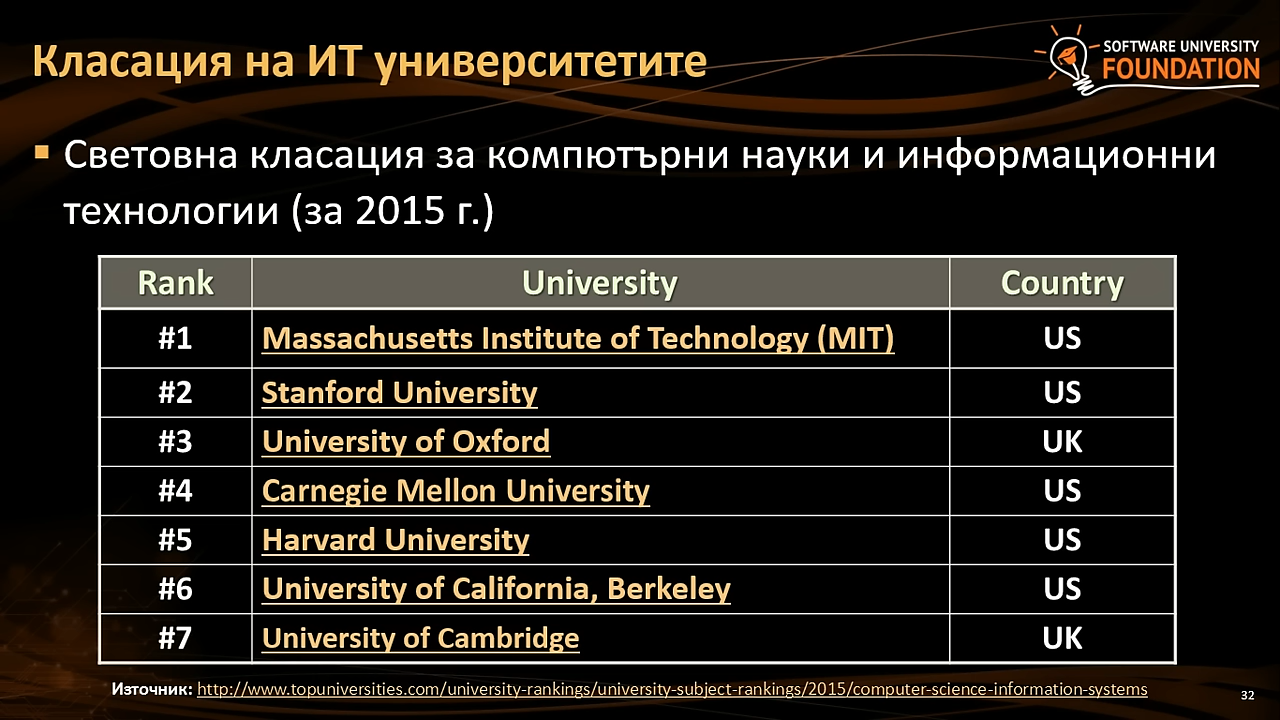 Класация на ИТ университетите
SOFTWARE UNIVERSITY
FOUNDATION
Световна класация за компютърни науки и информационни
технологии (за 2015 г.)
Rank University Country
#1 Massachusetts Institute of Technology (MIT) US
#2 Stanford University US
#3 University of Oxford UK
#4 Carnegie Mellon University US
#5 Harvard University US
#6 University of California, Berkeley US
#7 University of Cambridge UK
Източник: http://www.topuniversities.com/university-rankings/university-subject-rankings/2015/computer-science-information-systems
32